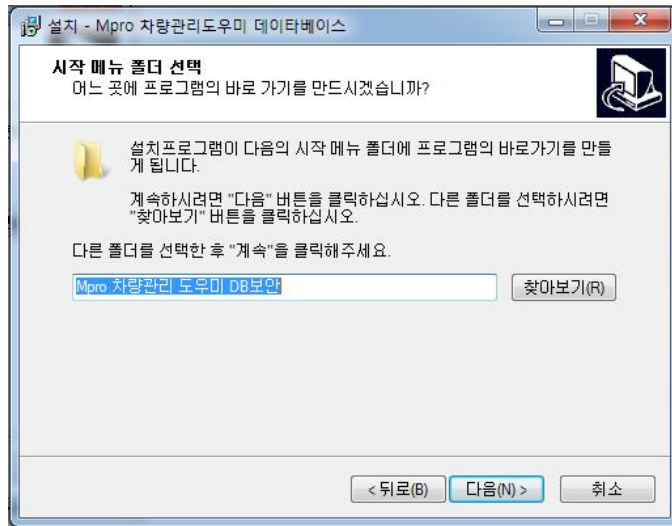 설치 - Mpro 차량관리도우미 데이타베이스
시작 메뉴 폴더 선택
어느 곳에 프로그램의 바로 가기를 만드시겠습니까?
설치프로그램이 다음의 시작 메뉴 폴더에 프로그램의 바로가기를 만들
게 됩니다.
계속하시려면 "다음" 버튼을 클릭하십시오. 다른 폴더를 선택하시려면
"찾아보기" 버튼을 클릭하십시오.
다른 폴더를 선택한 후 "계속"을 클릭해주세요.
Mpro 차량관리 도우미 DB보안
찾아보기(R)
< 뒤로(B)
다음(N) >
취소